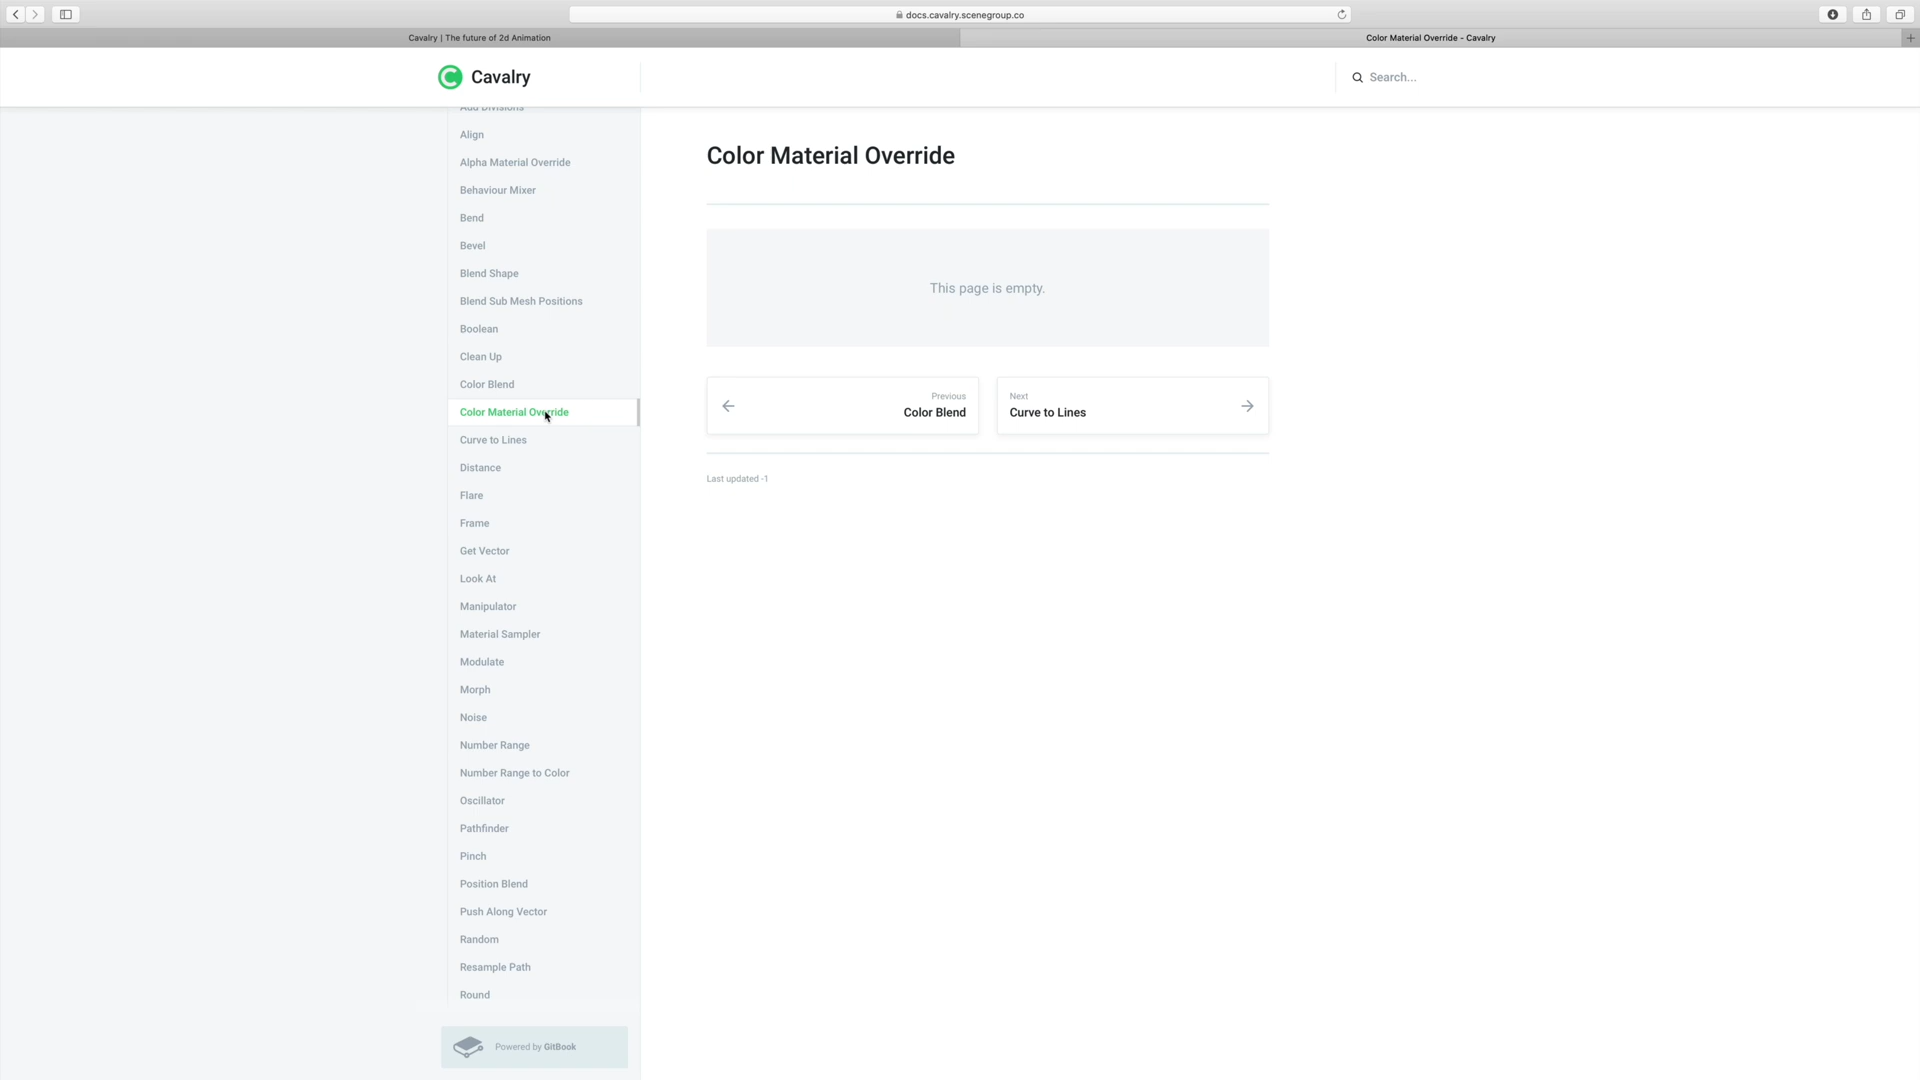 docs.cavalry.scenegroup.co
Cavalry | The future of 2d Animation
Color Material Override - Cavalry
Cavalry
Search...
Add Divisions
Align
Alpha Material Override
Behaviour Mixer
Bend
Bevel
Blend Shape
Blend Sub Mesh Positions
Boolean
Clean Up
Color Blend
Color Material Override
Curve to Lines
Distance
Flare
Frame
Get Vector
Look At
Manipulator
Material Sampler
Modulate
Morph
Noise
Number Range
Number Range to Color
Oscillator
Pathfinder
Pinch
Position Blend
Push Along Vector
Random
Resample Path
Round
Powered by GitBook
Color Material Override
This page is empty.
Previous
Color Blend
Next
Curve to Lines
Last updated -1